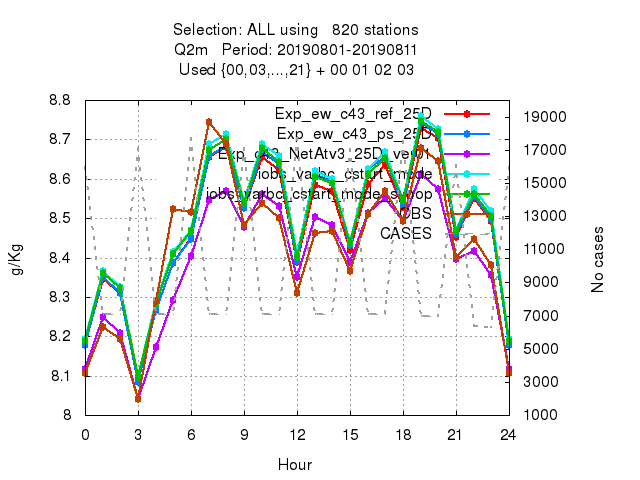 Selection: ALL using 820 stations
Q2m Period: 20190801-20190811
Used {00,03,...,21} + 00 01 02 03
Exp_ew_c43_ref_25D
Exp_ew_c43_ps_25D
Exp_c43_NetAtv3_25D_ver01
iobs_varbc_cstart_mode
OBS
CASES
8.8
8.7
8.6
8.5
8.4
8.3
8.2
8.1
8
g/Kg
19000
17000
15000
13000
11000
9000
7000
5000
3000
1000
No cases
0 3 6 9 12 15 18 21 24
Hour